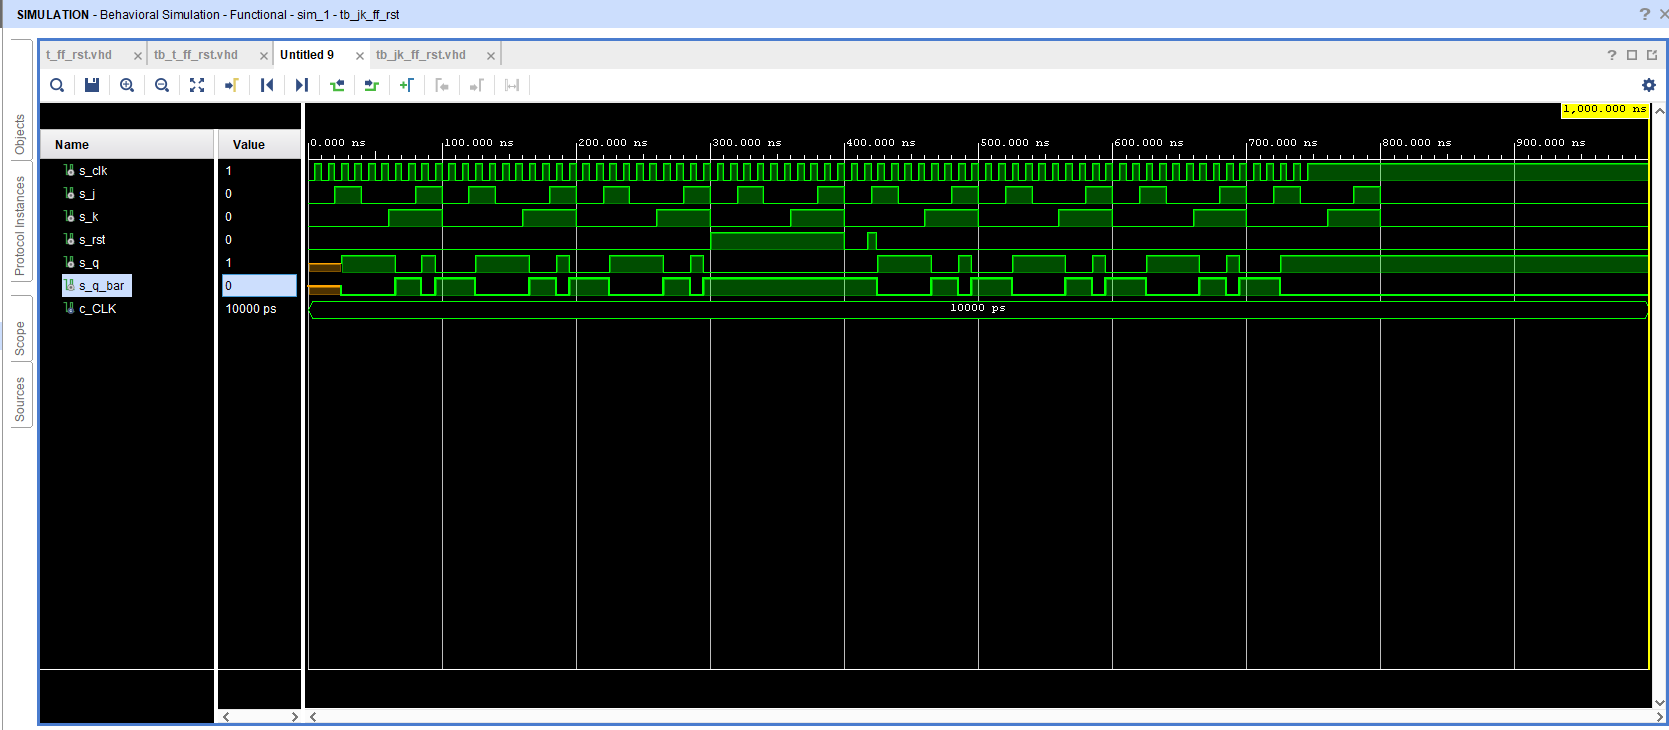 SIMULATION - Behavioral Simulation - Functional - sim_1 - tb_jk_ff_rst
t_ff_rst.vhd
tb_t_ff_rst.vhd
Untitled 9
tb_jk_ff_rst.vhd
Objects
Protocol Instances
Scope
Sources
1,000.000 ns
Name
Value
0.000 ns
100.000 ns
200.000 ns
300.000 ns
400.000 ns
500.000 ns
600.000 ns
700.000 ns
800.000 ns
900.000 ns
s_clk
1
s_j
0
s_k
0
s_rst
0
s_q
1
s_q_bar
0
c_CLK
10000 ps
10000 ps